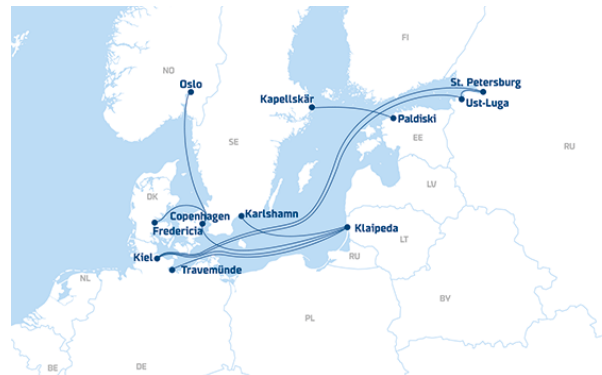 FI
NO
Oslo
St. Petersburg
Kapellskär
Ust-Luga
Paldiski
SE
EE
RU
LV
DK
Copenhagen
Karlshamn
Fredericia
Klaipeda
LT
Kiel
RU
Travemünde
NL
BY
PL
BE
DE